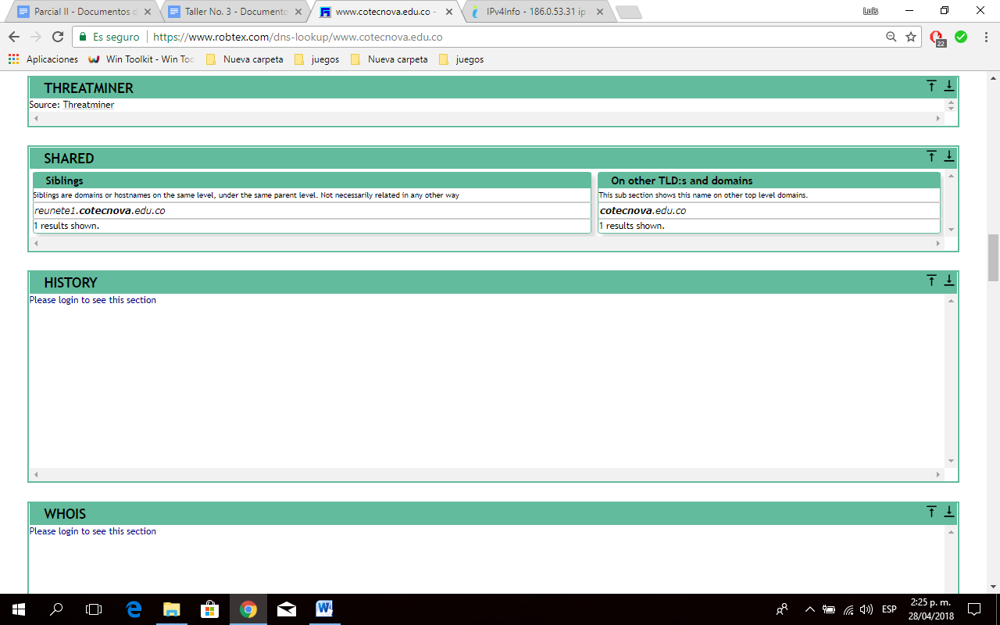 Parcial II - Documentos d
Taller No. 3 - Documento
www.cotecnova.edu.co -
IPv4Info - 186.0.53.31 ip
Luis
Es seguro
https://www.robtex.com/dns-lookup/www.cotecnova.edu.co
22
Aplicaciones
Win Toolkit - Win Too
Nueva carpeta
juegos
Nueva carpeta
juegos
THREATMINER
Source: Threatminer
SHARED
Siblings
Siblings are domains or hostnames on the same level, under the same parent level. Not necessarily related in any other way
reunete1.cotecnova.edu.co
1 results shown.
On other TLD:s and domains
This sub section shows this name on other top level domains.
cotecnova.edu.co
1 results shown.
HISTORY
Please login to see this section
WHOIS
Please login to see this section
ESP
2:25 p. m.
28/04/2018